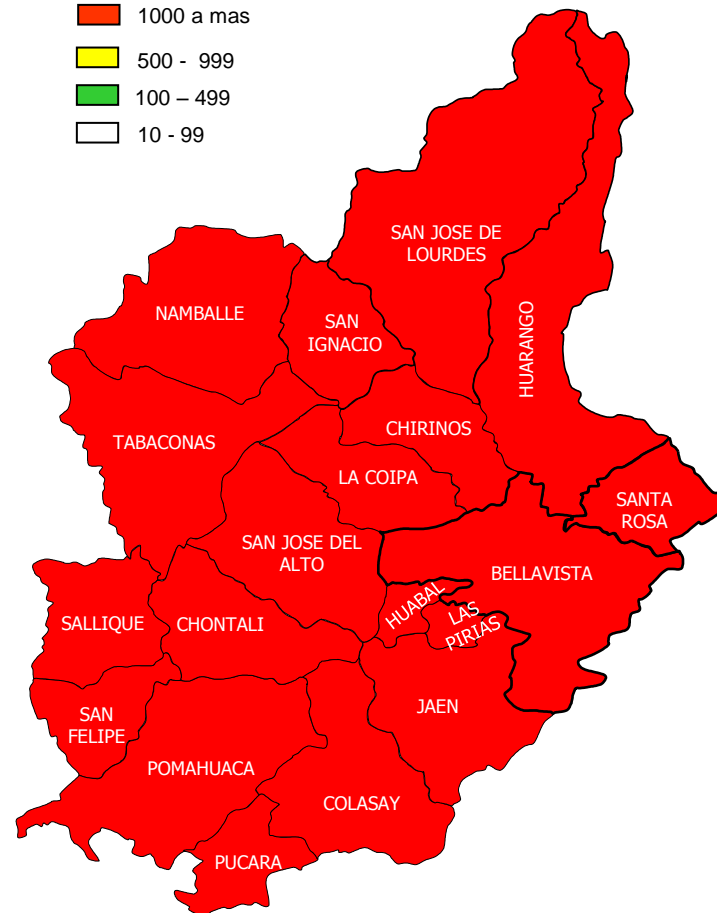 1000 a mas
500 - 999
100 – 499
10 - 99
SAN JOSE DE
LOURDES
NAMBALLE
SAN
IGNACIO
HUARANGO
CHIRINOS
TABACONAS
LA COIPA
SANTA
ROSA
SAN JOSE DEL
ALTO
BELLAVISTA
HUABAL
LAS
PIRIAS
SALLIQUE
CHONTALI
JAEN
SAN
FELIPE
POMAHUACA
COLASAY
PUCARA